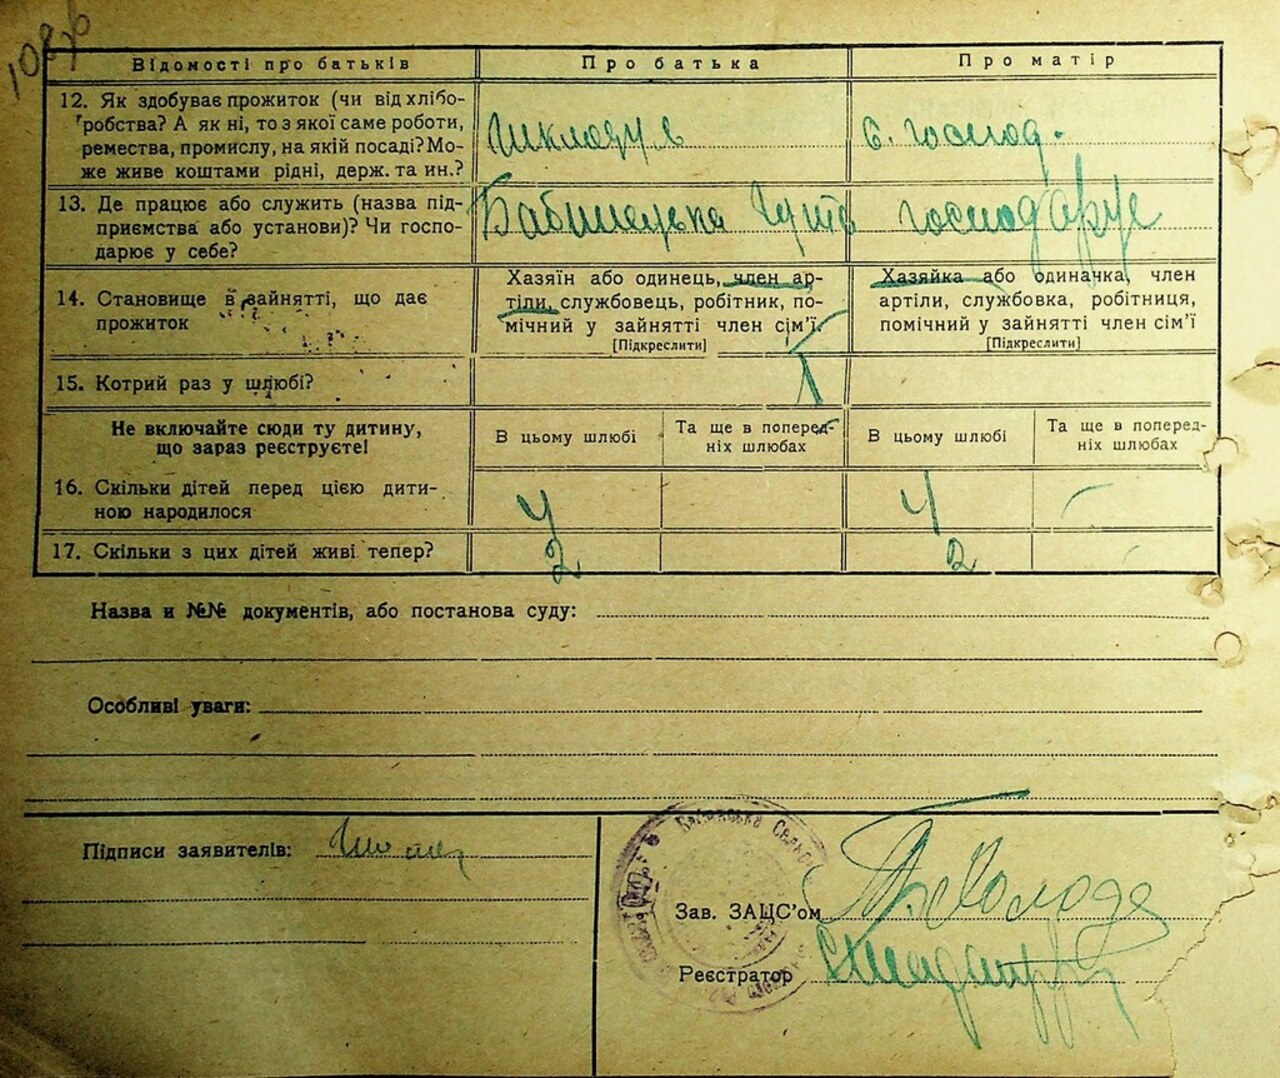 Відомості про батьків
Про батька
Про матір
12. Як здобуває прожиток (чи від хлібо-
робства? А як ні, то з якої саме роботи,
ремества, промислу, на якій посаді? Мо-
же живе коштами рідні, держ. та ин.?
с. господ.
13. Де працює або служить (назва під-
приємства або установи)? Чи госпо-
дарює у себе?
Гута
господарює
14. Становище в зайнятті, що дає
прожиток
Хазяїн або одинець, член ар-
тіли, службовець, робітник, по-
мічний у зайнятті член сім'ї.
[Підкреслити]
Хазяйка або одиначка, член
артіли, службовка, робітниця,
помічний у зайнятті член сім'ї
[Підкреслити]
15. Котрий раз у шлюбі?
Не включайте сюди ту дитину,
що зараз реєструєте!
В цьому шлюбі
Та ще в поперед-
ніх шлюбах
В цьому шлюбі
Та ще в поперед-
ніх шлюбах
16. Скільки дітей перед цією дити-
ною народилося
4
4
17. Скільки з цих дітей живі тепер?
2
2
Назва и №№ документів, або постанова суду:
Особливі уваги:
Підписи заявителів:
Зав. ЗАЦС'ом
Реєстратор